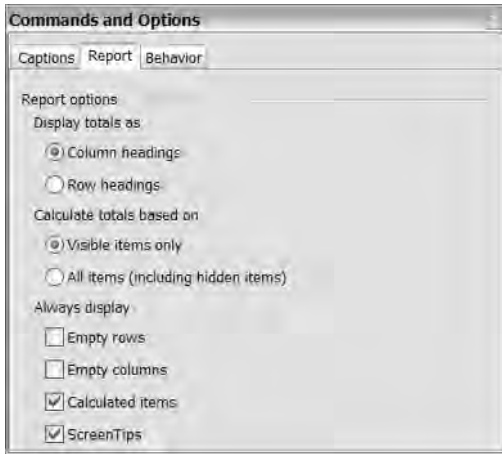 Commands and Options
Captions Report Behavior
Report options
Display totals as
Column headings
Row headings
Calculate totals based on
Visible items only
All items (including hidden items)
Always display
Empty rows
Empty columns
Calculated items
ScreenTips